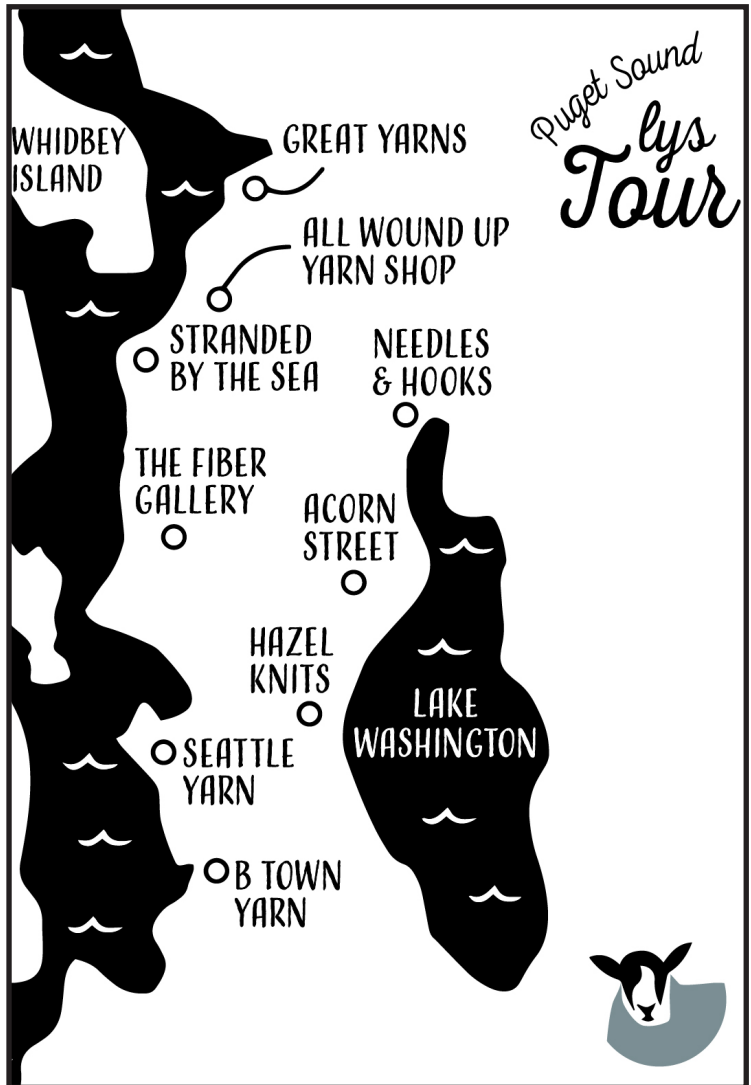 Puget Sound
lys
Tour
WHIDBEY
ISLAND
GREAT YARNS
ALL WOUND UP
YARN SHOP
STRANDED
BY THE SEA
NEEDLES
& HOOKS
THE FIBER
GALLERY
ACORN
STREET
HAZEL
KNITS
LAKE
WASHINGTON
SEATTLE
YARN
B TOWN
YARN